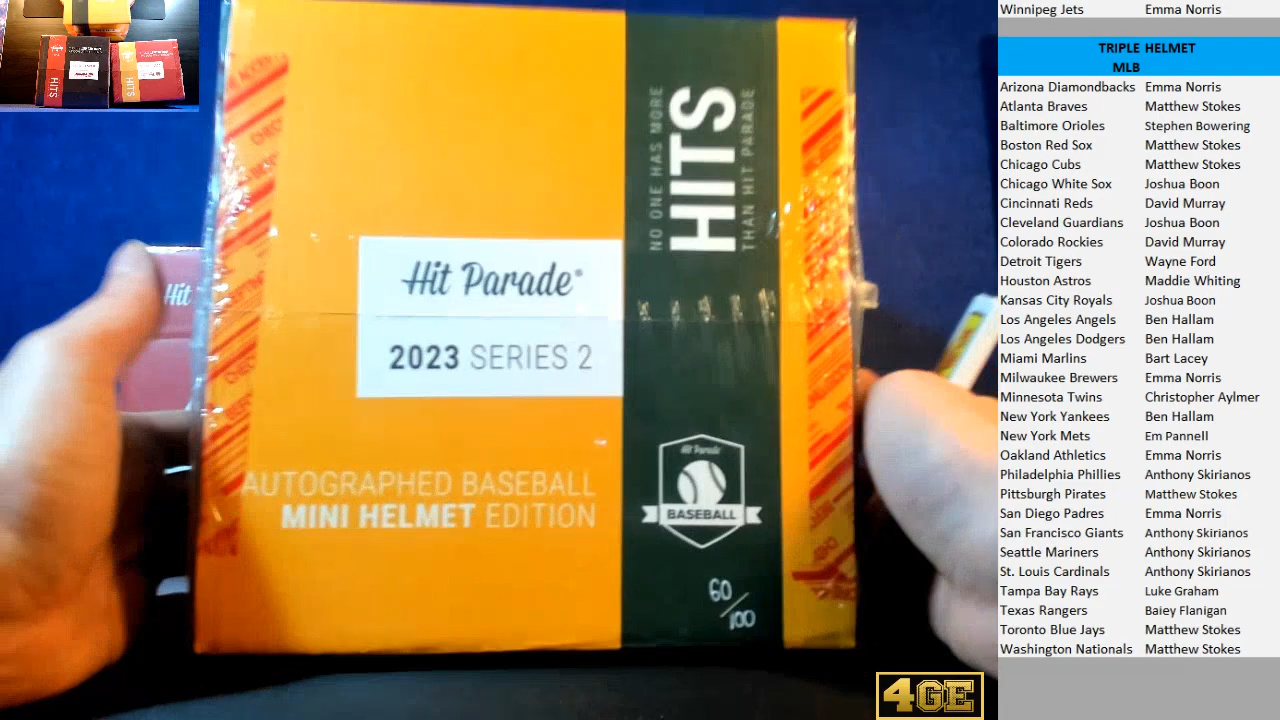 Winnipeg Jets Emma Norris
TRIPLE HELMET
MLB
Arizona Diamondbacks Emma Norris
Atlanta Braves Matthew Stokes
Baltimore Orioles Stephen Bowering
Boston Red Sox Matthew Stokes
Chicago Cubs Matthew Stokes
Chicago White Sox Joshua Boon
Cincinnati Reds David Murray
Cleveland Guardians Joshua Boon
Colorado Rockies David Murray
Detroit Tigers Wayne Ford
Houston Astros Maddie Whiting
Kansas City Royals Joshua Boon
Los Angeles Angels Ben Hallam
Los Angeles Dodgers Ben Hallam
Miami Marlins Bart Lacey
Milwaukee Brewers Emma Norris
Minnesota Twins Christopher Aylmer
New York Yankees Ben Hallam
New York Mets Em Pannell
Oakland Athletics Emma Norris
Philadelphia Phillies Anthony Skirianos
Pittsburgh Pirates Matthew Stokes
San Diego Padres Emma Norris
San Francisco Giants Anthony Skirianos
Seattle Mariners Anthony Skirianos
St. Louis Cardinals Anthony Skirianos
Tampa Bay Rays Luke Graham
Texas Rangers Baiey Flanigan
Toronto Blue Jays Matthew Stokes
Washington Nationals Matthew Stokes
Hit Parade®
2023 SERIES 2
AUTOGRAPHED BASEBALL
MINI HELMET EDITION
NO ONE HAS MORE
HITS
THAN HIT PARADE
Hit Parade
BASEBALL
60/100
Hit
HITS
HITS
4GE